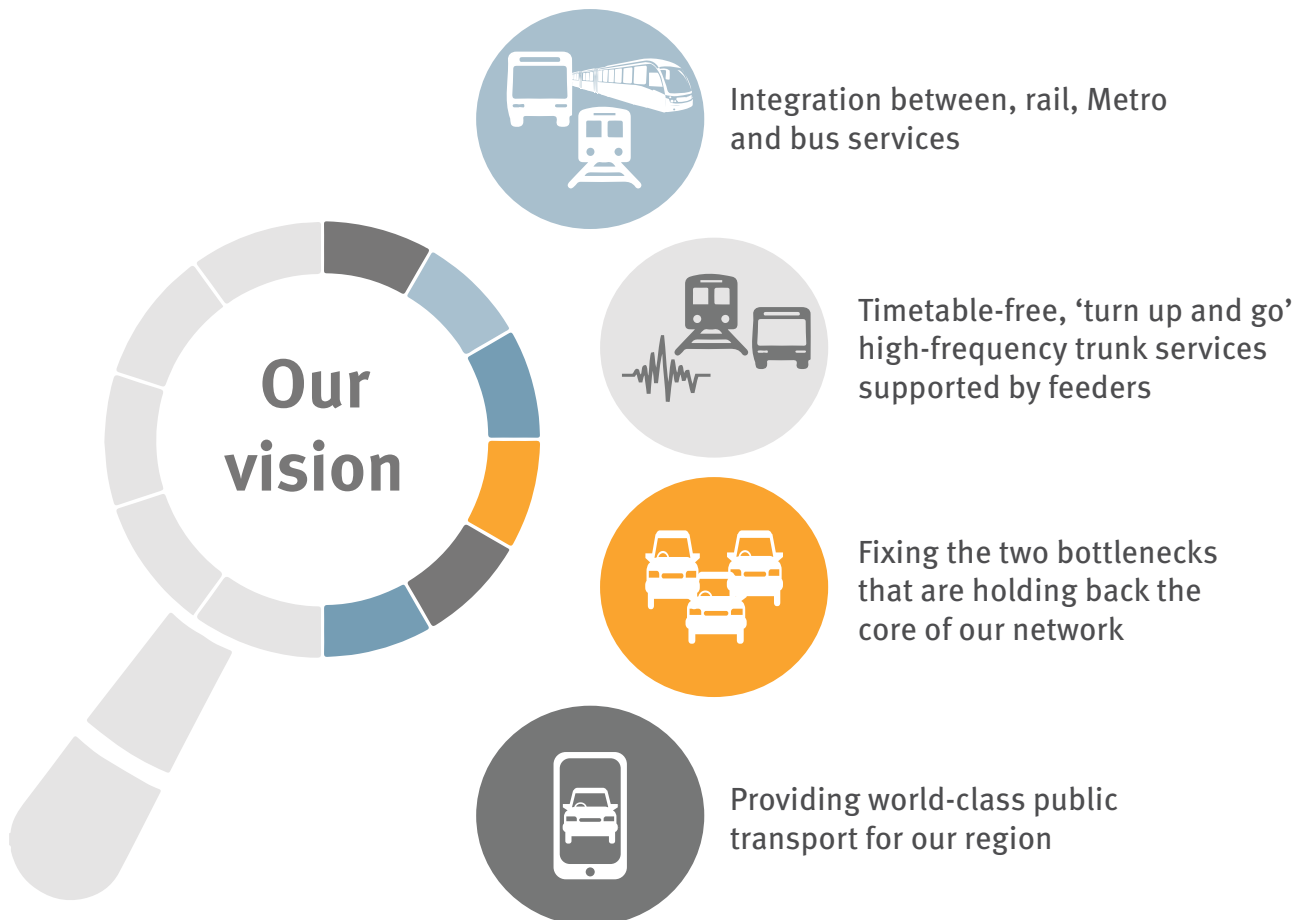 Our
vision
Integration between, rail, Metro
and bus services
Timetable-free, ‘turn up and go’
high-frequency trunk services
supported by feeders
Fixing the two bottlenecks
that are holding back the
core of our network
Providing world-class public
transport for our region